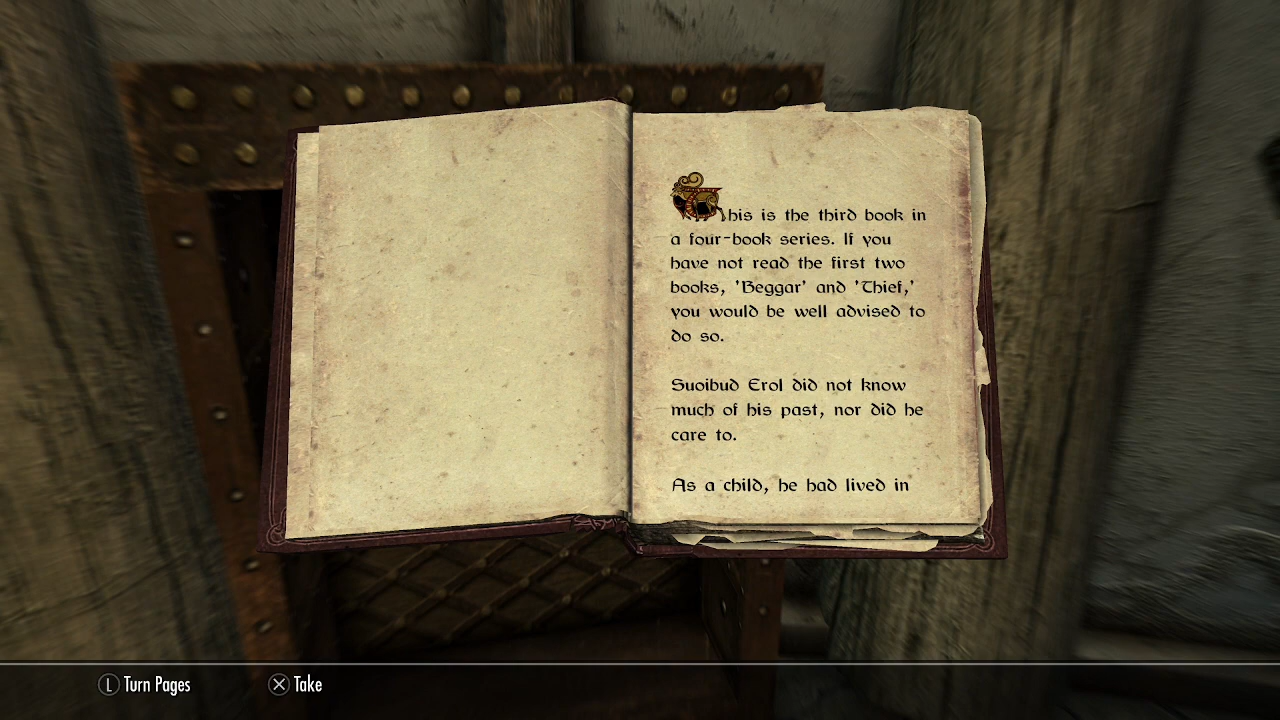 This is the third book in
a four-book series. If you
have not read the first two
books, 'Beggar' and 'Thief,'
you would be well advised to
do so.
Suoibud Erol did not know
much of his past, nor did he
care to.
As a child, he had lived in
L Turn Pages
X Take